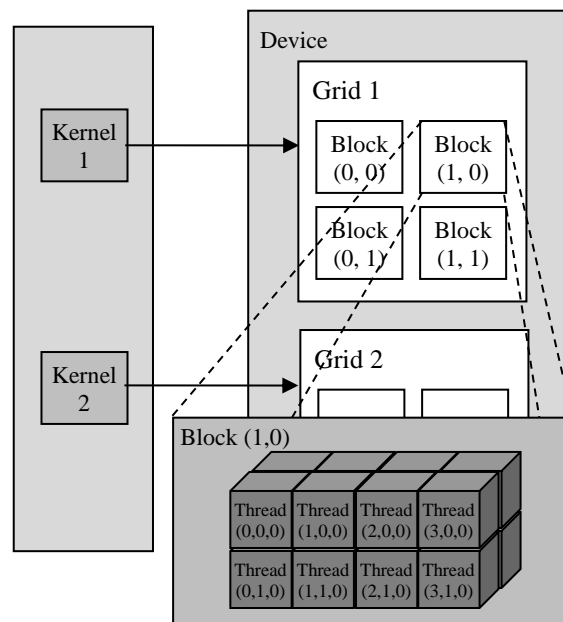 Device
Grid 1
Kernel
1
Block
(0, 0)
Block
(1, 0)
Block
(0, 1)
Block
(1, 1)
Grid 2
Kernel
2
Block (1,0)
Thread
(0,0,0)
Thread
(1,0,0)
Thread
(2,0,0)
Thread
(3,0,0)
Thread
(0,1,0)
Thread
(1,1,0)
Thread
(2,1,0)
Thread
(3,1,0)